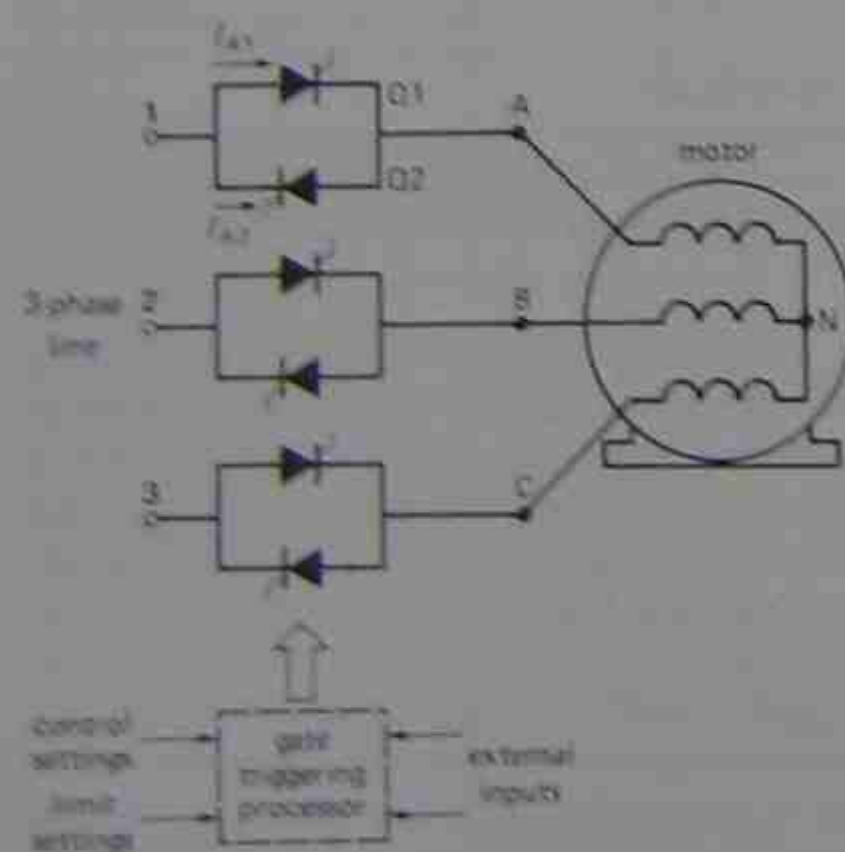 1
Q1
Q2
A
motor
3-phase
line
2
B
N
3
C
control
settings
limit
settings
gate
triggering
processor
external
inputs